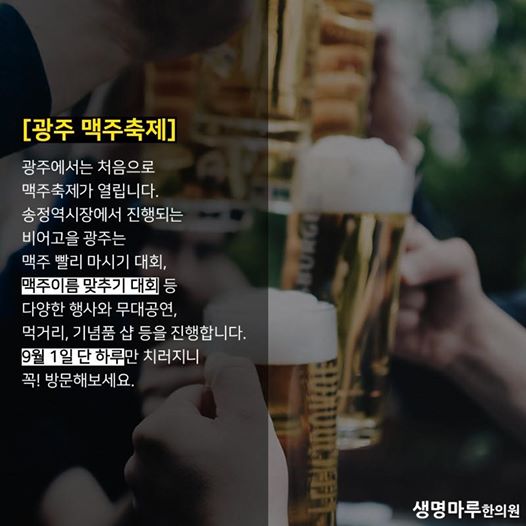 [광주 맥주축제]
광주에서는 처음으로
맥주축제가 열립니다.
송정역시장에서 진행되는
비어고을 광주는
맥주 빨리 마시기 대회,
맥주이름 맞추기 대회 등
다양한 행사와 무대공연,
먹거리, 기념품 샵 등을 진행합니다.
9월 1일 단 하루만 치러지니
꼭! 방문해보세요.
생명마루한의원